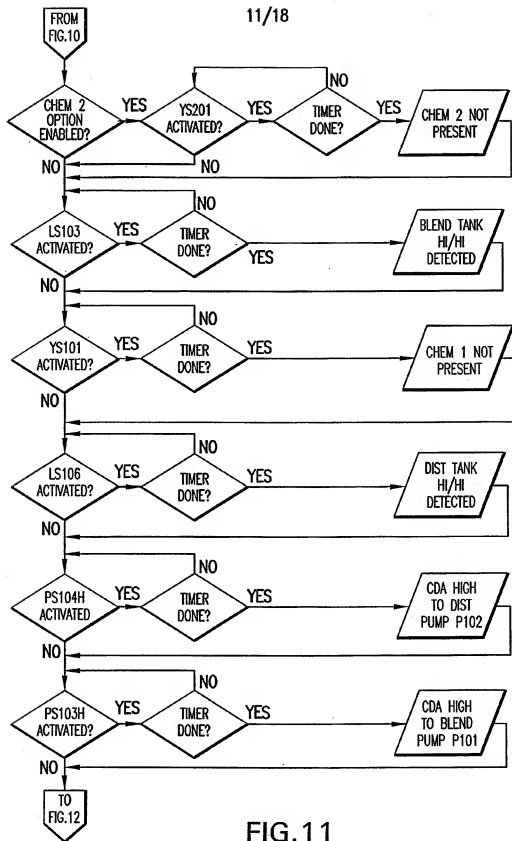 11/18
FROM
FIG.10
CHEM 2
OPTION
ENABLED?
YES
NO
YS201
ACTIVATED?
YES
NO
TIMER
DONE?
NO
YES
CHEM 2 NOT
PRESENT
LS103
ACTIVATED?
YES
NO
TIMER
DONE?
NO
YES
BLEND TANK
HI/HI
DETECTED
YS101
ACTIVATED?
YES
NO
TIMER
DONE?
NO
YES
CHEM 1 NOT
PRESENT
LS106
ACTIVATED?
YES
NO
TIMER
DONE?
NO
YES
DIST TANK
HI/HI
DETECTED
PS104H
ACTIVATED
YES
NO
TIMER
DONE?
NO
YES
CDA HIGH
TO DIST
PUMP P102
PS103H
ACTIVATED?
YES
NO
TIMER
DONE?
NO
YES
CDA HIGH
TO BLEND
PUMP P101
TO
FIG.12
FIG.11